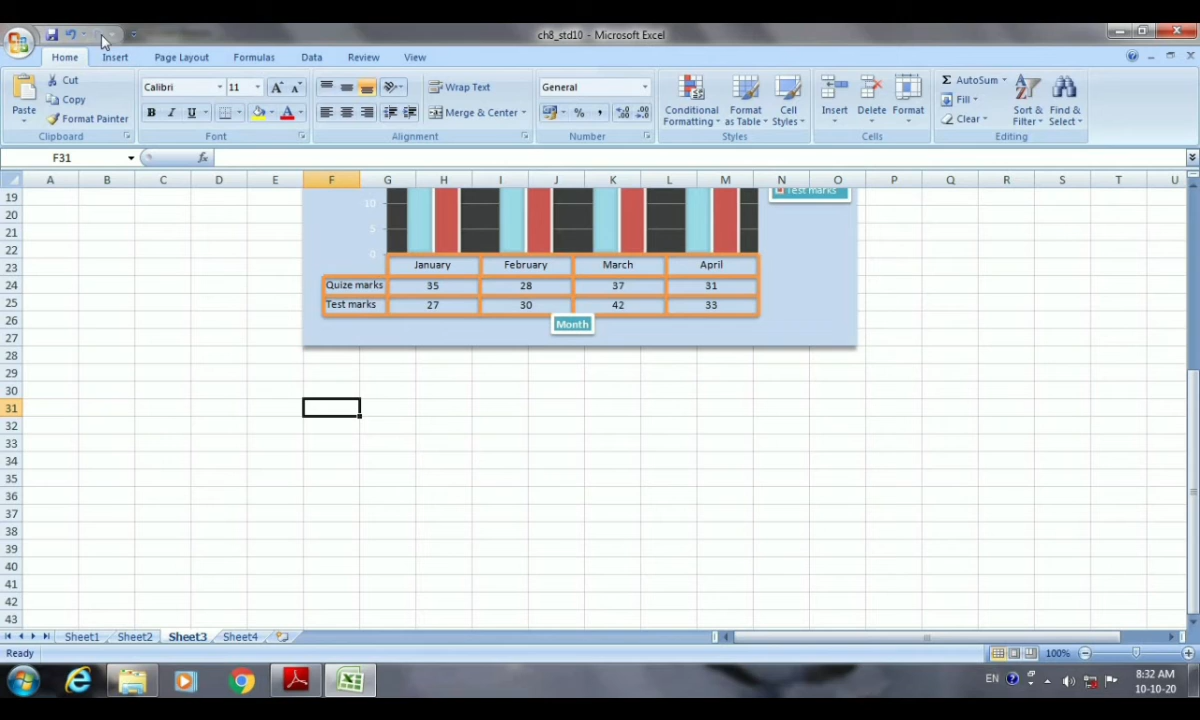 ch8_std10 - Microsoft Excel
Home Insert Page Layout Formulas Data Review View
Paste Cut Copy Format Painter Clipboard
Calibri 11 B I U A A A Font
Wrap Text Merge & Center Alignment
General % , .0 .00 .00 .0 Number
Conditional Formatting Format as Table Cell Styles Styles
Insert Delete Format Cells
Σ AutoSum Fill Clear Sort & Filter Find & Select Editing
F31 fx
A B C D E F G H I J K L M N O P Q R S T U
19 Test marks
20 10
21 5
22 0
23 January February March April
24 Quize marks 35 28 37 31
25 Test marks 27 30 42 33
26 Month
27
28
29
30
31
32
33
34
35
36
37
38
39
40
41
42
43
Sheet1 Sheet2 Sheet3 Sheet4
Ready 100%
EN 8:32 AM
10-10-20